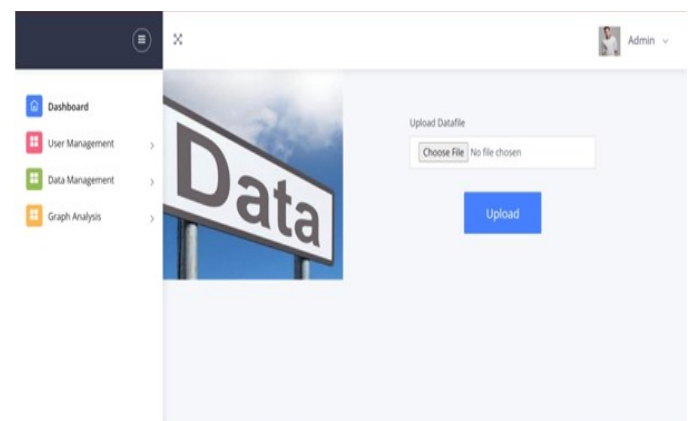 Admin
Dashboard
User Management
Data Management
Graph Analysis
Data
Upload Datafile
Choose File No file chosen
Upload